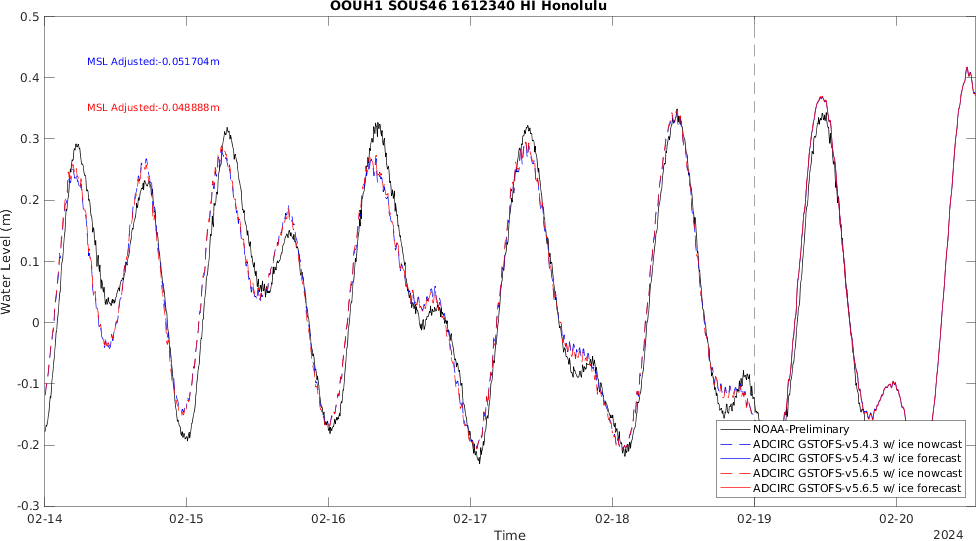 OOUH1 SOUS46 1612340 HI Honolulu
0.5
MSL Adjusted:-0.051704m
0.4
MSL Adjusted:-0.048888m
0.3
0.2
0.1
Water Level (m)
0
-0.1
-0.2
-0.3
NOAA-Preliminary
ADCIRC GSTOFS-v5.4.3 w/ ice nowcast
ADCIRC GSTOFS-v5.4.3 w/ ice forecast
ADCIRC GSTOFS-v5.6.5 w/ ice nowcast
ADCIRC GSTOFS-v5.6.5 w/ ice forecast
02-14 02-15 02-16 02-17 02-18 02-19 02-20
Time
2024